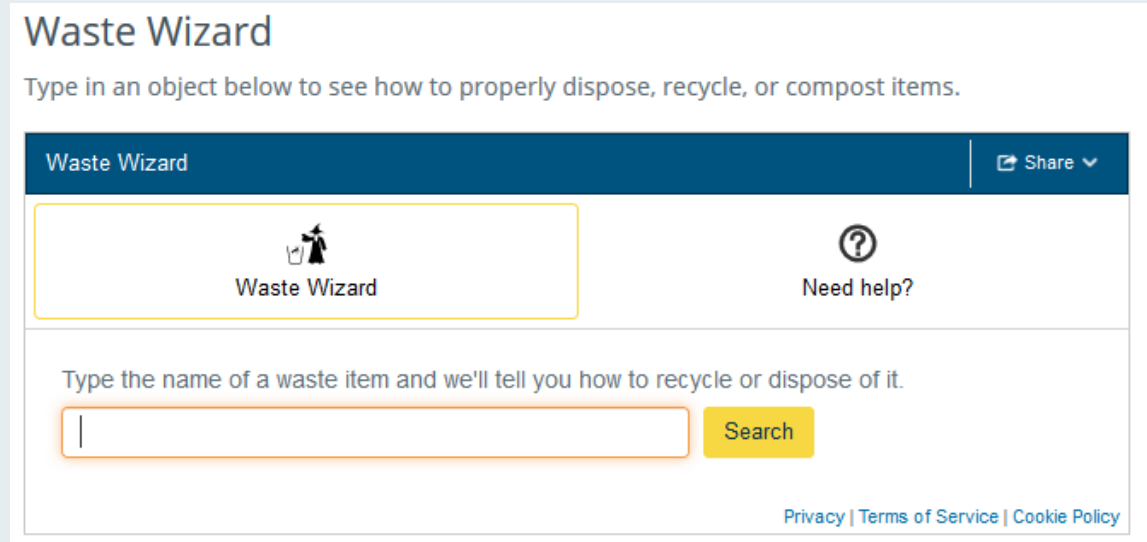 Waste Wizard
Type in an object below to see how to properly dispose, recycle, or compost items.
Waste Wizard
Share
Waste Wizard
Need help?
Type the name of a waste item and we'll tell you how to recycle or dispose of it.
Search
Privacy | Terms of Service | Cookie Policy